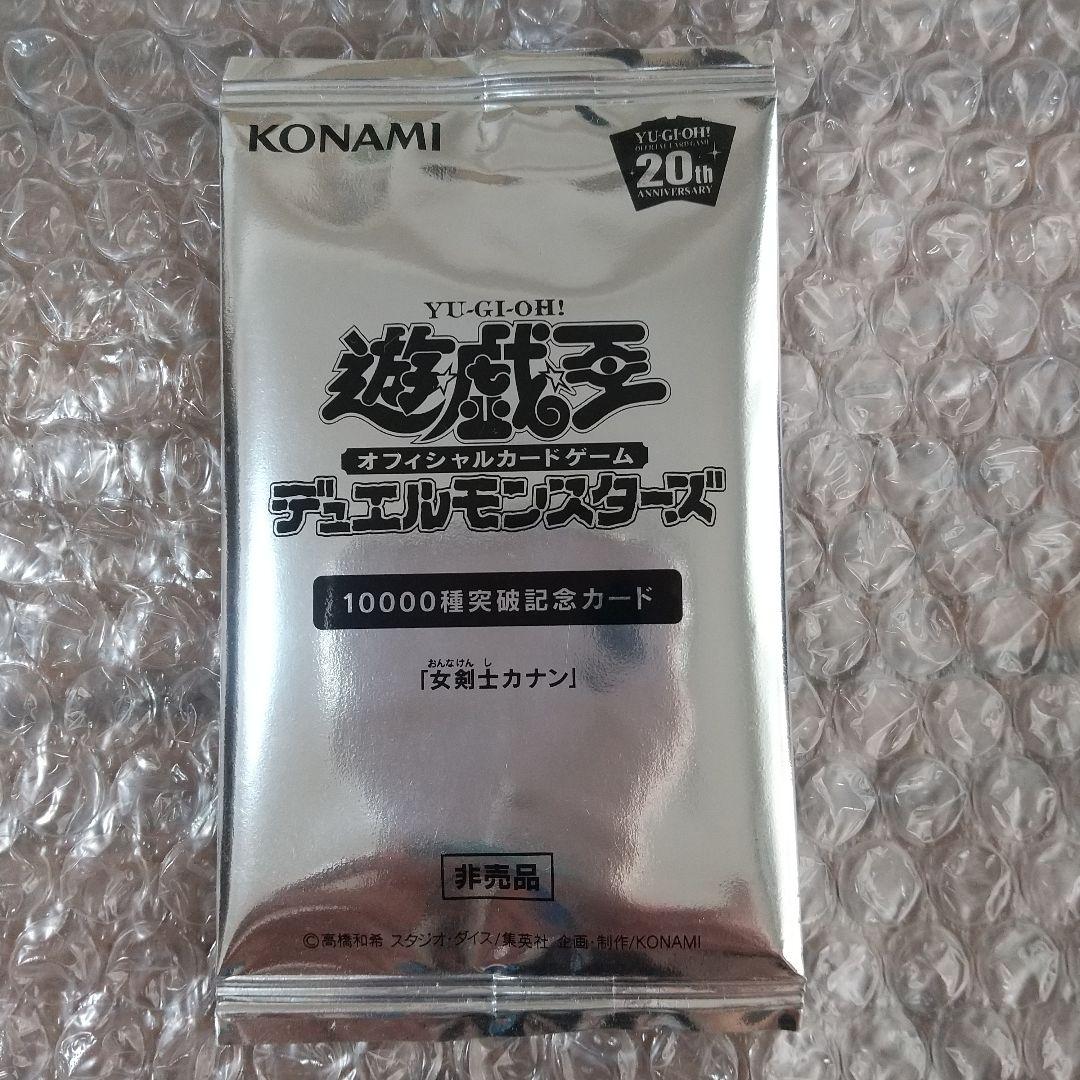 KONAMI
YU-GI-OH!
OFFICIAL CARD GAME
20th
ANNIVERSARY
YU-GI-OH!
遊戯王
オフィシャルカードゲーム
デュエルモンスターズ
10000種突破記念カード
おんなけんし
「女剣士カナン」
非売品
©高橋和希 スタジオ・ダイス/集英社 企画・制作/KONAMI